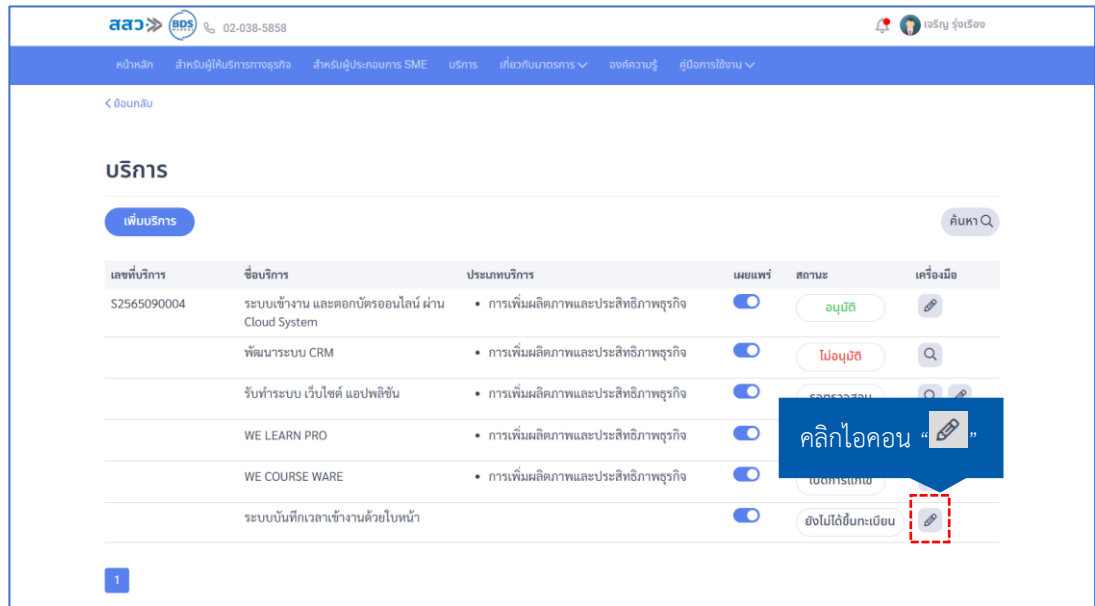 สสว BDS 02-038-5858 เจริญ รุ่งเรือง
หน้าหลัก สำหรับผู้ให้บริการทางธุรกิจ สำหรับผู้ประกอบการ SME บริการ เกี่ยวกับมาตรการ องค์ความรู้ คู่มือการใช้งาน
ย้อนกลับ
บริการ
เพิ่มบริการ ค้นหา
เลขที่บริการ ชื่อบริการ ประเภทบริการ เผยแพร่ สถานะ เครื่องมือ
S2565090004 ระบบเข้างาน และตอกบัตรออนไลน์ ผ่าน • การเพิ่มผลิตภาพและประสิทธิภาพธุรกิจ อนุมัติ
Cloud System
พัฒนาระบบ CRM • การเพิ่มผลิตภาพและประสิทธิภาพธุรกิจ ไม่อนุมัติ
รับทำระบบ เว็บไซต์ แอปพลิชัน • การเพิ่มผลิตภาพและประสิทธิภาพธุรกิจ
WE LEARN PRO • การเพิ่มผลิตภาพและประสิทธิภาพธุรกิจ คลิกไอคอน “ ”
WE COURSE WARE • การเพิ่มผลิตภาพและประสิทธิภาพธุรกิจ
ระบบบันทึกเวลาเข้างานด้วยใบหน้า ยังไม่ได้ขึ้นทะเบียน
1